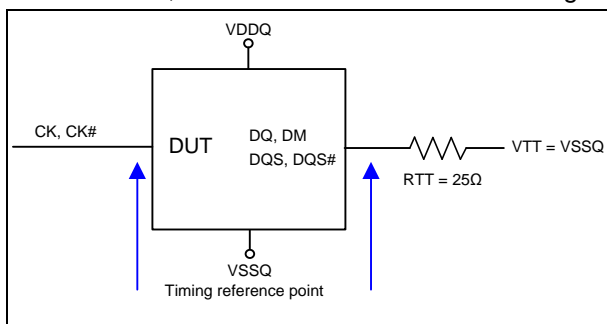 VDDQ
CK, CK#
DUT
DQ, DM
DQS, DQS#
VTT = VSSQ
RTT = 25Ω
VSSQ
Timing reference point